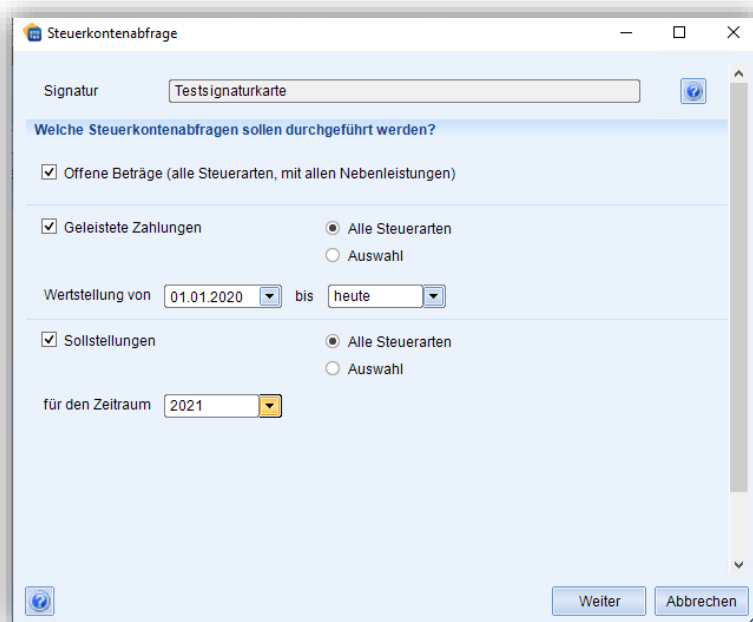 Steuerkontenabfrage
Signatur Testsignaturkarte
Welche Steuerkontenabfragen sollen durchgeführt werden?
Offene Beträge (alle Steuerarten, mit allen Nebenleistungen)
Geleistete Zahlungen Alle Steuerarten
Auswahl
Wertstellung von 01.01.2020 bis heute
Sollstellungen Alle Steuerarten
Auswahl
für den Zeitraum 2021
Weiter Abbrechen